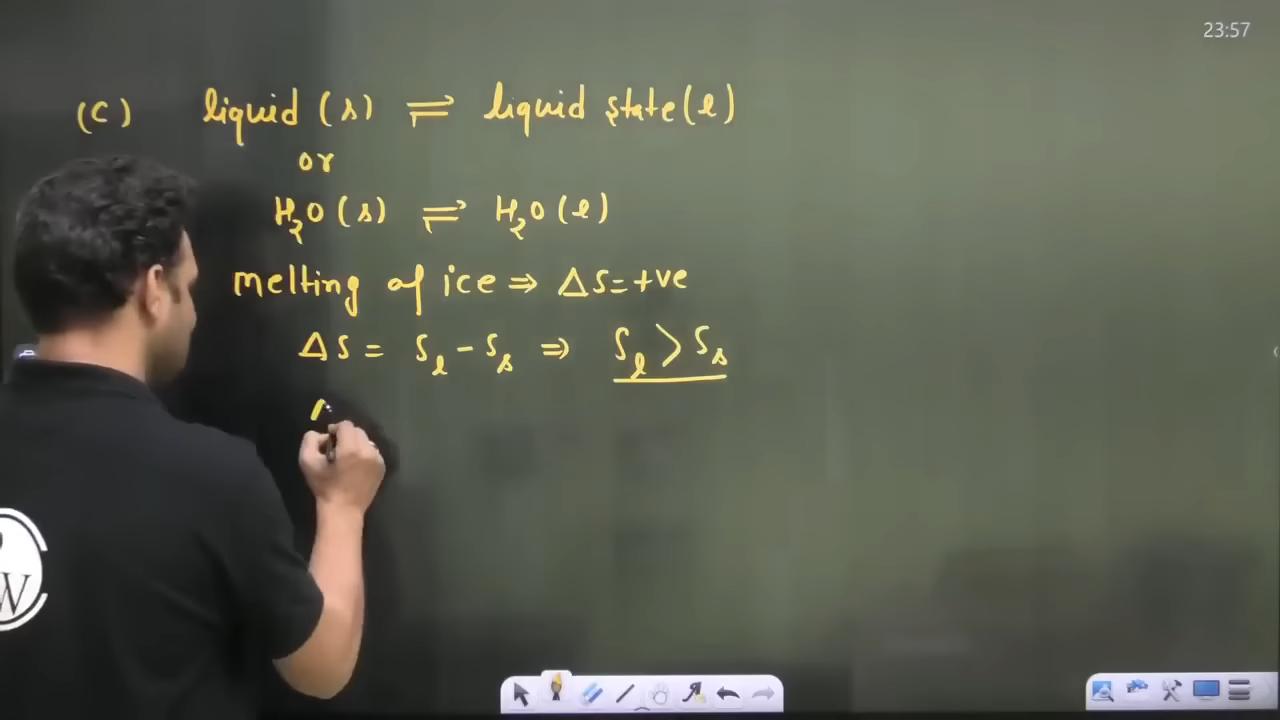 23:57
(C) liquid (s) ⇌ liquid state(l)
or
H₂O(s) ⇌ H₂O(l)
melting of ice ⇒ ΔS=+ve
ΔS = Sₗ - Sₛ ⇒ Sₗ > Sₛ
W